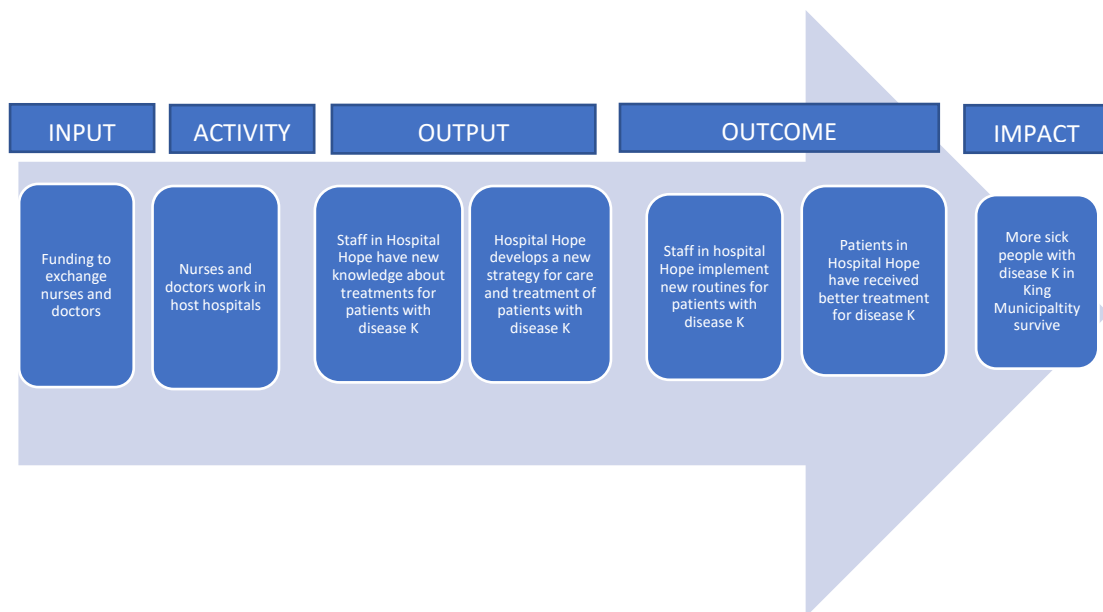 INPUT
ACTIVITY
OUTPUT
OUTCOME
IMPACT
Funding to
exchange
nurses and
doctors
Nurses and
doctors work in
host hospitals
Staff in Hospital
Hope have new
knowledge about
treatments for
patients with
disease K
Hospital Hope
develops a new
strategy for care
and treatment of
patients with
disease K
Staff in hospital
Hope implement
new routines for
patients with
disease K
Patients in
Hospital Hope
have received
better treatment
for disease K
More sick
people with
disease K in
King
Municipaltity
survive